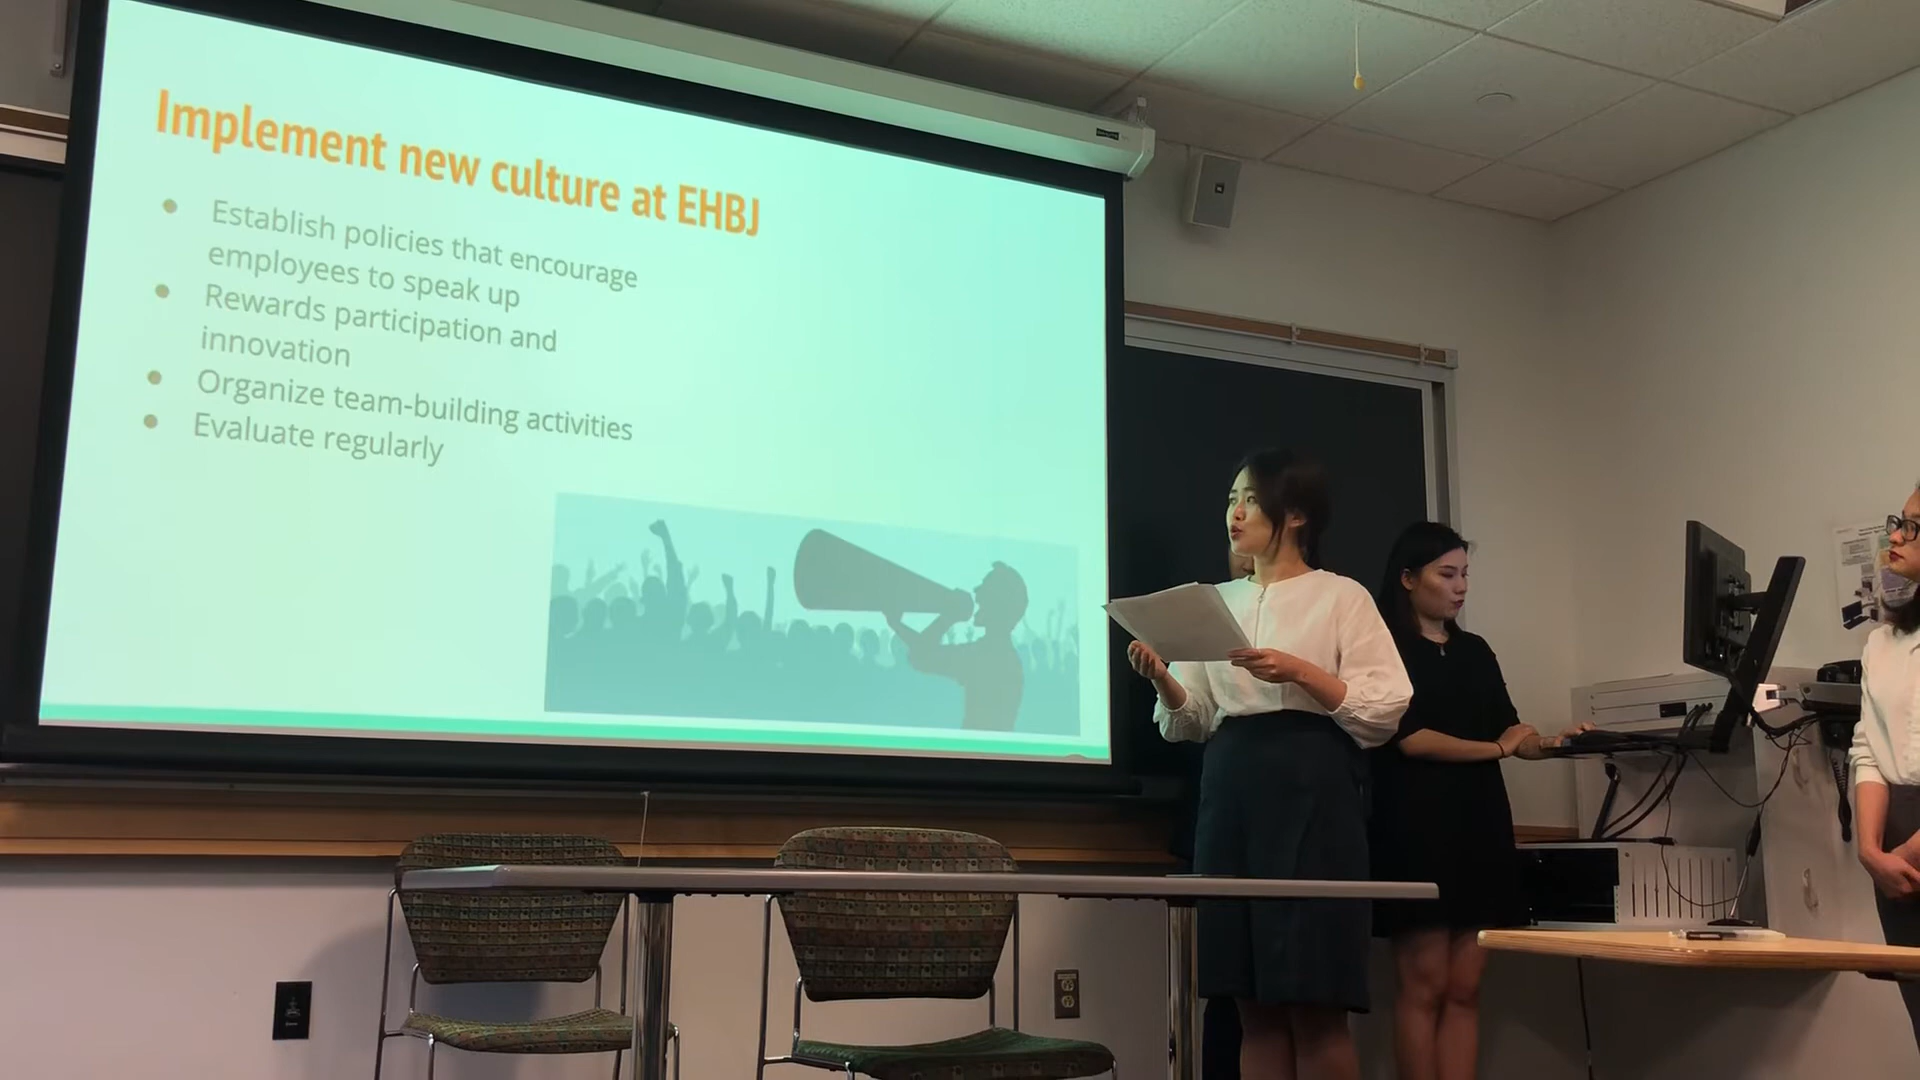 Implement new culture at EHBJ
● Establish policies that encourage
employees to speak up
● Rewards participation and
innovation
● Organize team-building activities
● Evaluate regularly